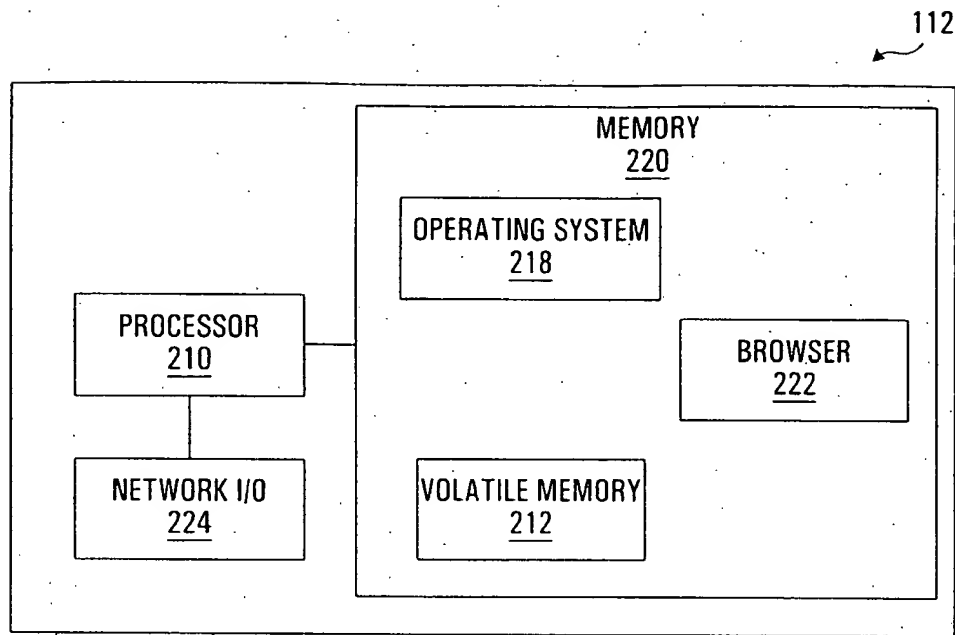 112
MEMORY
220
OPERATING SYSTEM
218
PROCESSOR
210
BROWSER
222
NETWORK I/O
224
VOLATILE MEMORY
212